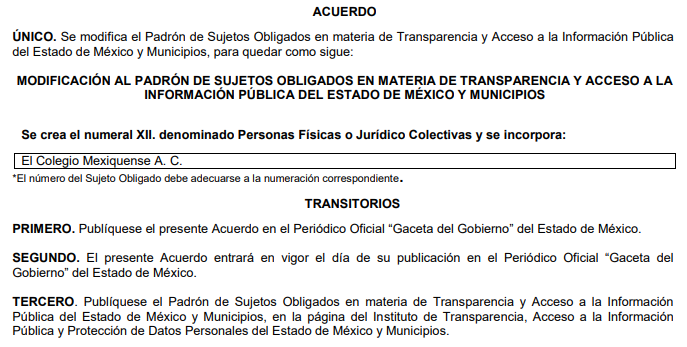 ACUERDO
ÚNICO. Se modifica el Padrón de Sujetos Obligados en materia de Transparencia y Acceso a la Información Pública
del Estado de México y Municipios, para quedar como sigue:
MODIFICACIÓN AL PADRÓN DE SUJETOS OBLIGADOS EN MATERIA DE TRANSPARENCIA Y ACCESO A LA
INFORMACIÓN PÚBLICA DEL ESTADO DE MÉXICO Y MUNICIPIOS
Se crea el numeral XII. denominado Personas Físicas o Jurídico Colectivas y se incorpora:
El Colegio Mexiquense A. C.
*El número del Sujeto Obligado debe adecuarse a la numeración correspondiente.
TRANSITORIOS
PRIMERO. Publíquese el presente Acuerdo en el Periódico Oficial “Gaceta del Gobierno” del Estado de México.
SEGUNDO. El presente Acuerdo entrará en vigor el día de su publicación en el Periódico Oficial “Gaceta del
Gobierno” del Estado de México.
TERCERO. Publíquese el Padrón de Sujetos Obligados en materia de Transparencia y Acceso a la Información
Pública del Estado de México y Municipios, en la página del Instituto de Transparencia, Acceso a la Información
Pública y Protección de Datos Personales del Estado de México y Municipios.